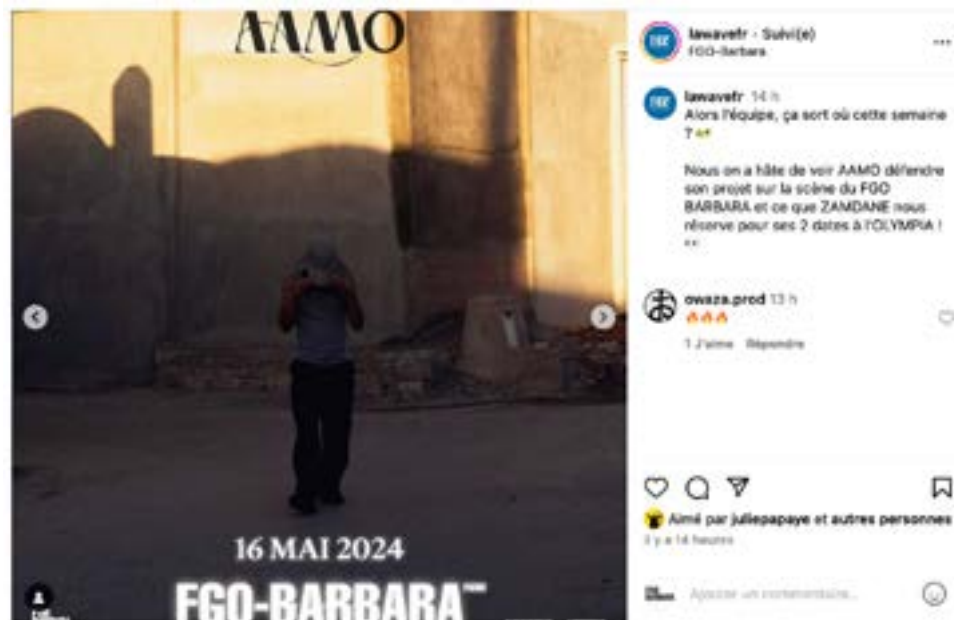 AAMO
16 MAI 2024
FGO-BARBARA
lawavefr · Suivi(e)
FGO-Barbara
lawavefr 14 h
Alors l'équipe, ça sort où cette semaine
?
Nous on a hâte de voir AAMO défendre
son projet sur la scène du FGO
BARBARA et ce que ZAMDANE nous
réserve pour ses 2 dates à l'OLYMPIA !
owaza.prod 13 h
1 J'aime Répondre
Aimé par juliepapaye et autres personnes
Il y a 14 heures
Ajouter un commentaire...